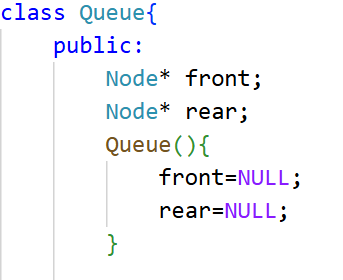 class Queue{
    public:
        Node* front;
        Node* rear;
        Queue(){
            front=NULL;
            rear=NULL;
        }